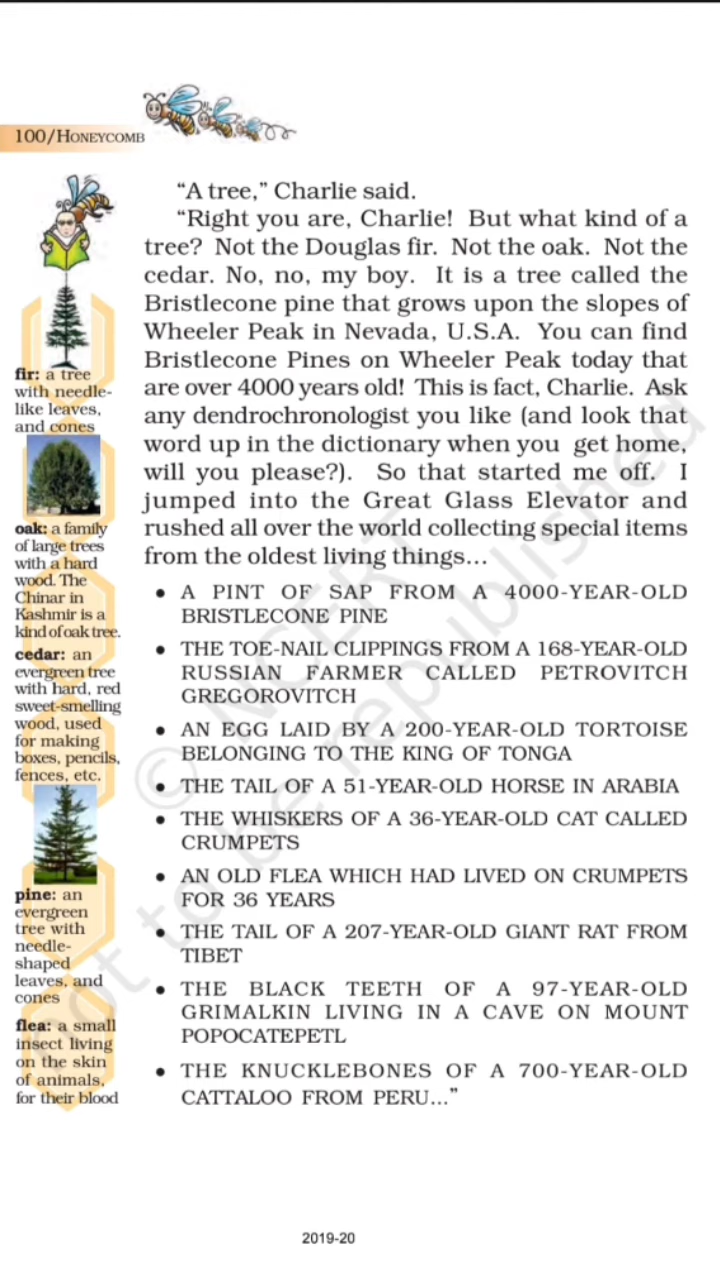 100/HONEYCOMB
"A tree," Charlie said.
"Right you are, Charlie! But what kind of a
tree? Not the Douglas fir. Not the oak. Not the
cedar. No, no, my boy. It is a tree called the
Bristlecone pine that grows upon the slopes of
Wheeler Peak in Nevada, U.S.A. You can find
Bristlecone Pines on Wheeler Peak today that
are over 4000 years old! This is fact, Charlie. Ask
any dendrochronologist you like (and look that
word up in the dictionary when you get home,
will you please?). So that started me off. I
jumped into the Great Glass Elevator and
rushed all over the world collecting special items
from the oldest living things...
• A PINT OF SAP FROM A 4000-YEAR-OLD
BRISTLECONE PINE
• THE TOE-NAIL CLIPPINGS FROM A 168-YEAR-OLD
RUSSIAN FARMER CALLED PETROVITCH
GREGOROVITCH
• AN EGG LAID BY A 200-YEAR-OLD TORTOISE
BELONGING TO THE KING OF TONGA
• THE TAIL OF A 51-YEAR-OLD HORSE IN ARABIA
• THE WHISKERS OF A 36-YEAR-OLD CAT CALLED
CRUMPETS
• AN OLD FLEA WHICH HAD LIVED ON CRUMPETS
FOR 36 YEARS
• THE TAIL OF A 207-YEAR-OLD GIANT RAT FROM
TIBET
• THE BLACK TEETH OF A 97-YEAR-OLD
GRIMALKIN LIVING IN A CAVE ON MOUNT
POPOCATEPETL
• THE KNUCKLEBONES OF A 700-YEAR-OLD
CATTALOO FROM PERU..."
fir: a tree
with needle-
like leaves,
and cones
oak: a family
of large trees
with a hard
wood. The
Chinar in
Kashmir is a
kind of oak tree.
cedar: an
evergreen tree
with hard, red
sweet-smelling
wood, used
for making
boxes, pencils,
fences, etc.
pine: an
evergreen
tree with
needle-
shaped
leaves, and
cones
flea: a small
insect living
on the skin
of animals,
for their blood
© NCERT
not to be republished
2019-20